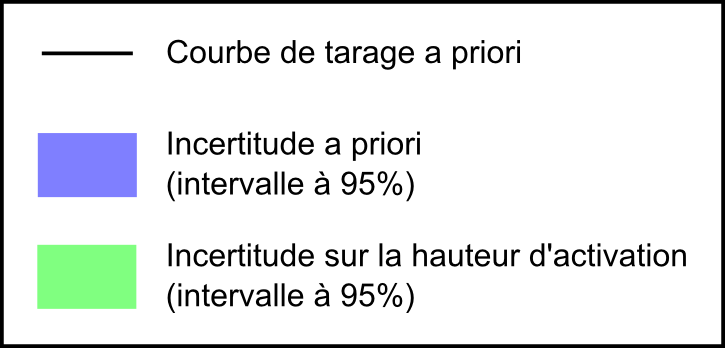 Courbe de tarage a priori
Incertitude a priori
(intervalle à 95%)
Incertitude sur la hauteur d'activation
(intervalle à 95%)